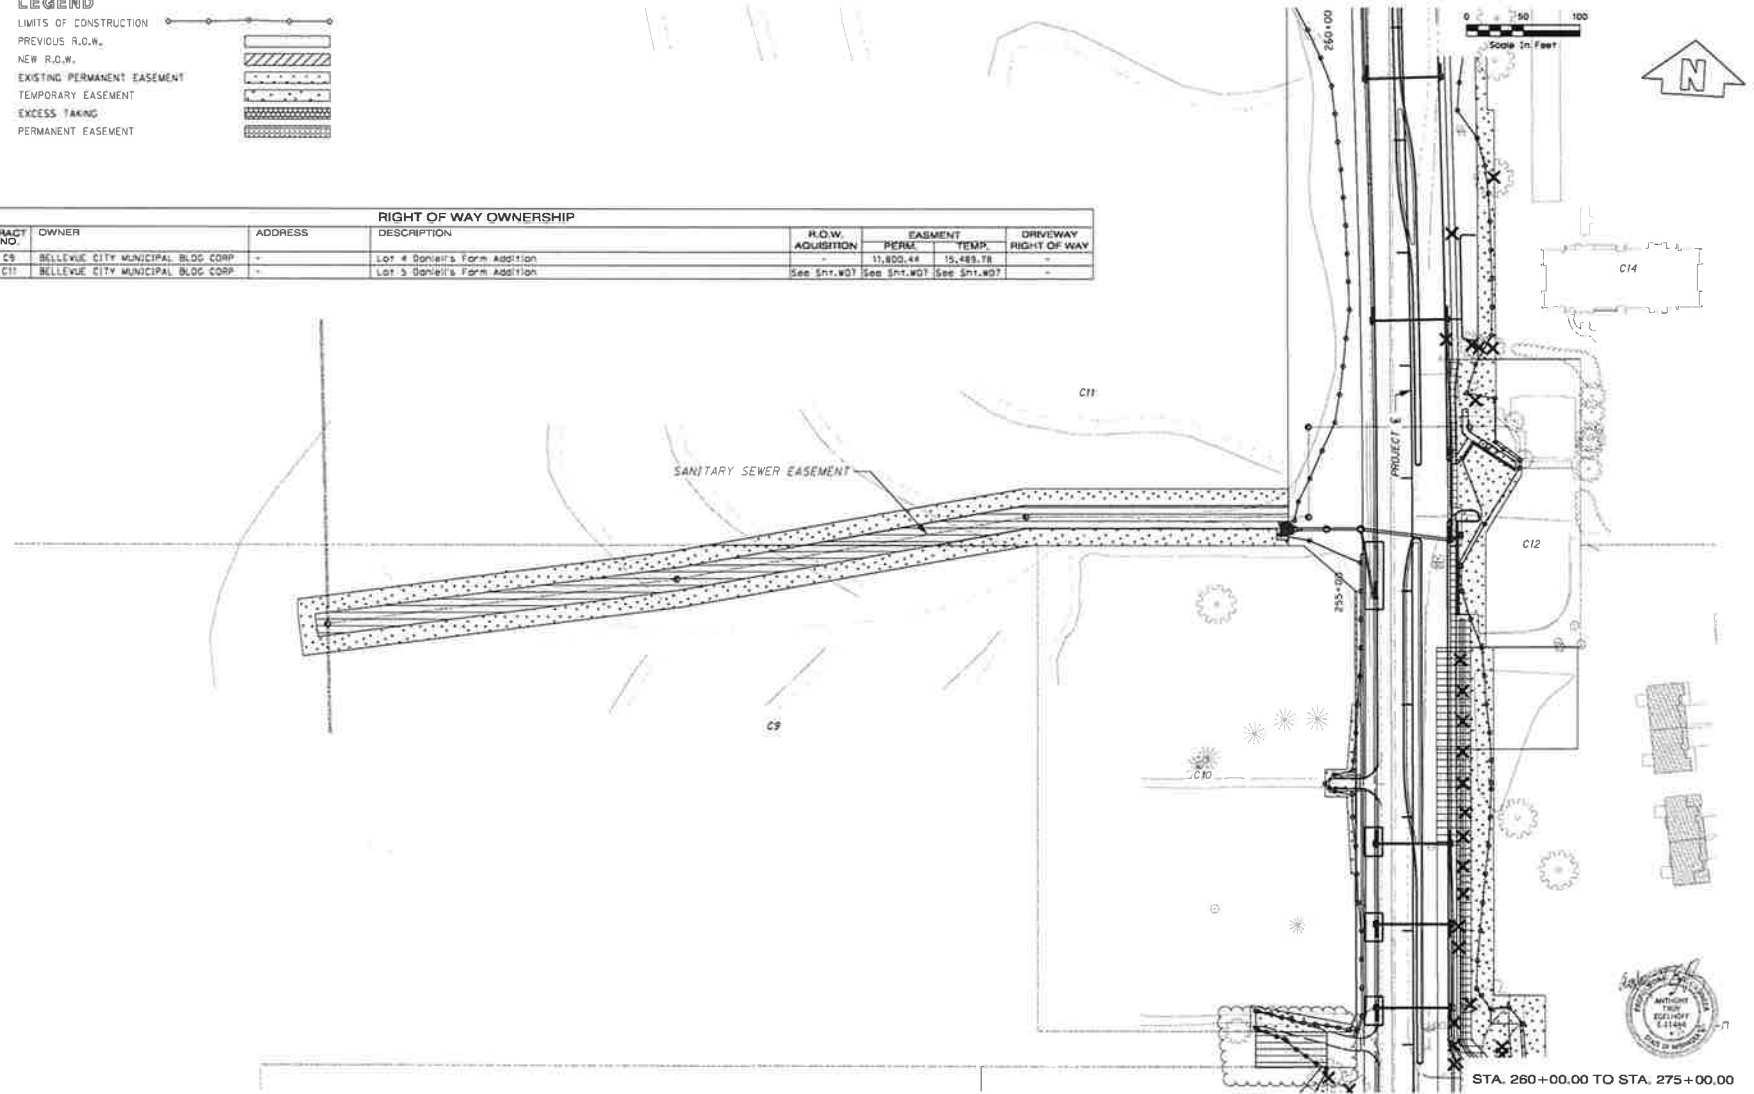 LEGEND
LIMITS OF CONSTRUCTION
PREVIOUS R.O.W.
NEW R.O.W.
EXISTING PERMANENT EASEMENT
TEMPORARY EASEMENT
EXCESS TAKING
PERMANENT EASEMENT
0 50 100
Scale In Feet
N
260+00
RIGHT OF WAY OWNERSHIP
RACT NO. OWNER ADDRESS DESCRIPTION R.O.W. AQUISITION EASMENT PERM. TEMP. DRIVEWAY RIGHT OF WAY
C9 BELLEVUE CITY MUNICIPAL BLDG CORP - Lot 4 Daniell's Farm Addition - 11,800.44 15,489.78 -
C11 BELLEVUE CITY MUNICIPAL BLDG CORP - Lot 5 Daniell's Farm Addition See Sht.W07 See Sht.W07 See Sht.W07 -
C14
C11
PROJECT ℄
SANITARY SEWER EASEMENT
C12
255+00
C9
C10
ANTHONY
TROY
EGELHOFF
STA. 260+00.00 TO STA. 275+00.00